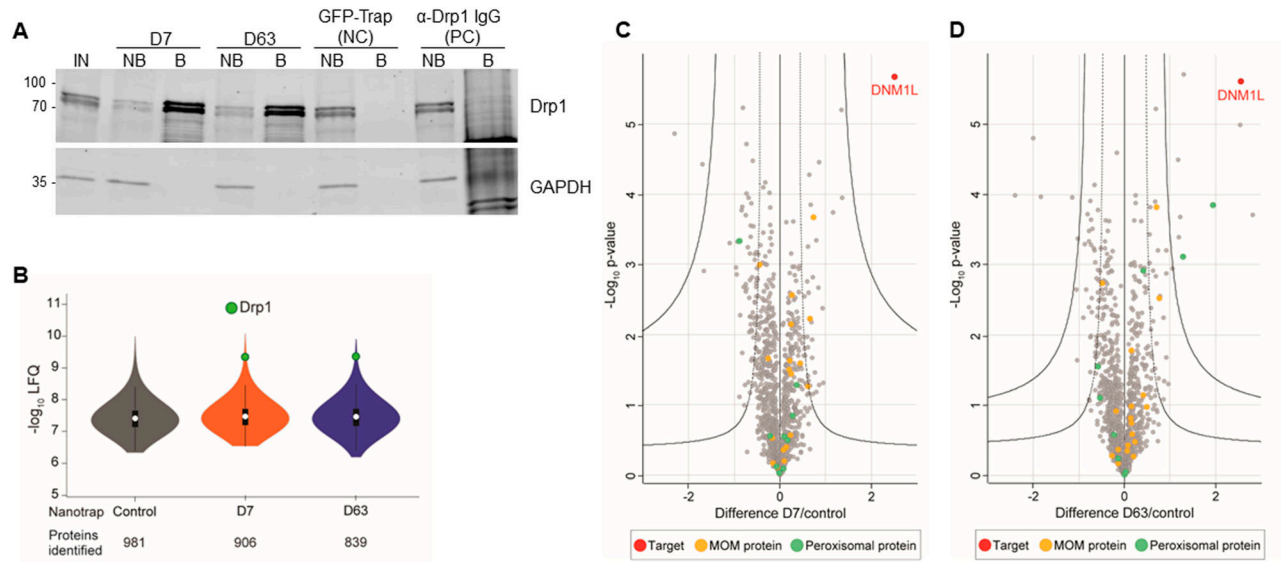 A
D7
D63
GFP-Trap
(NC)
α-Drp1 IgG
(PC)
IN NB B NB B NB B NB B
100
70
Drp1
35
GAPDH
B
-log10 LFQ
11
10
9
8
7
6
5
Drp1
Nanotrap Control D7 D63
Proteins
identified
981 906 839
C
-Log10 p-value
5
4
3
2
1
0
DNM1L
-2 0 2
Difference D7/control
Target MOM protein Peroxisomal protein
D
-Log10 p-value
5
4
3
2
1
0
DNM1L
-2 0 2
Difference D63/control
Target MOM protein Peroxisomal protein